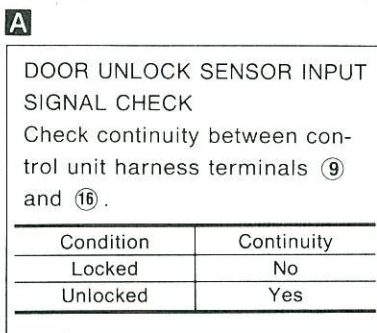 A
DOOR UNLOCK SENSOR INPUT
SIGNAL CHECK
Check continuity between con-
trol unit harness terminals ⑨
and ⑯.
Condition Continuity
Locked No
Unlocked Yes